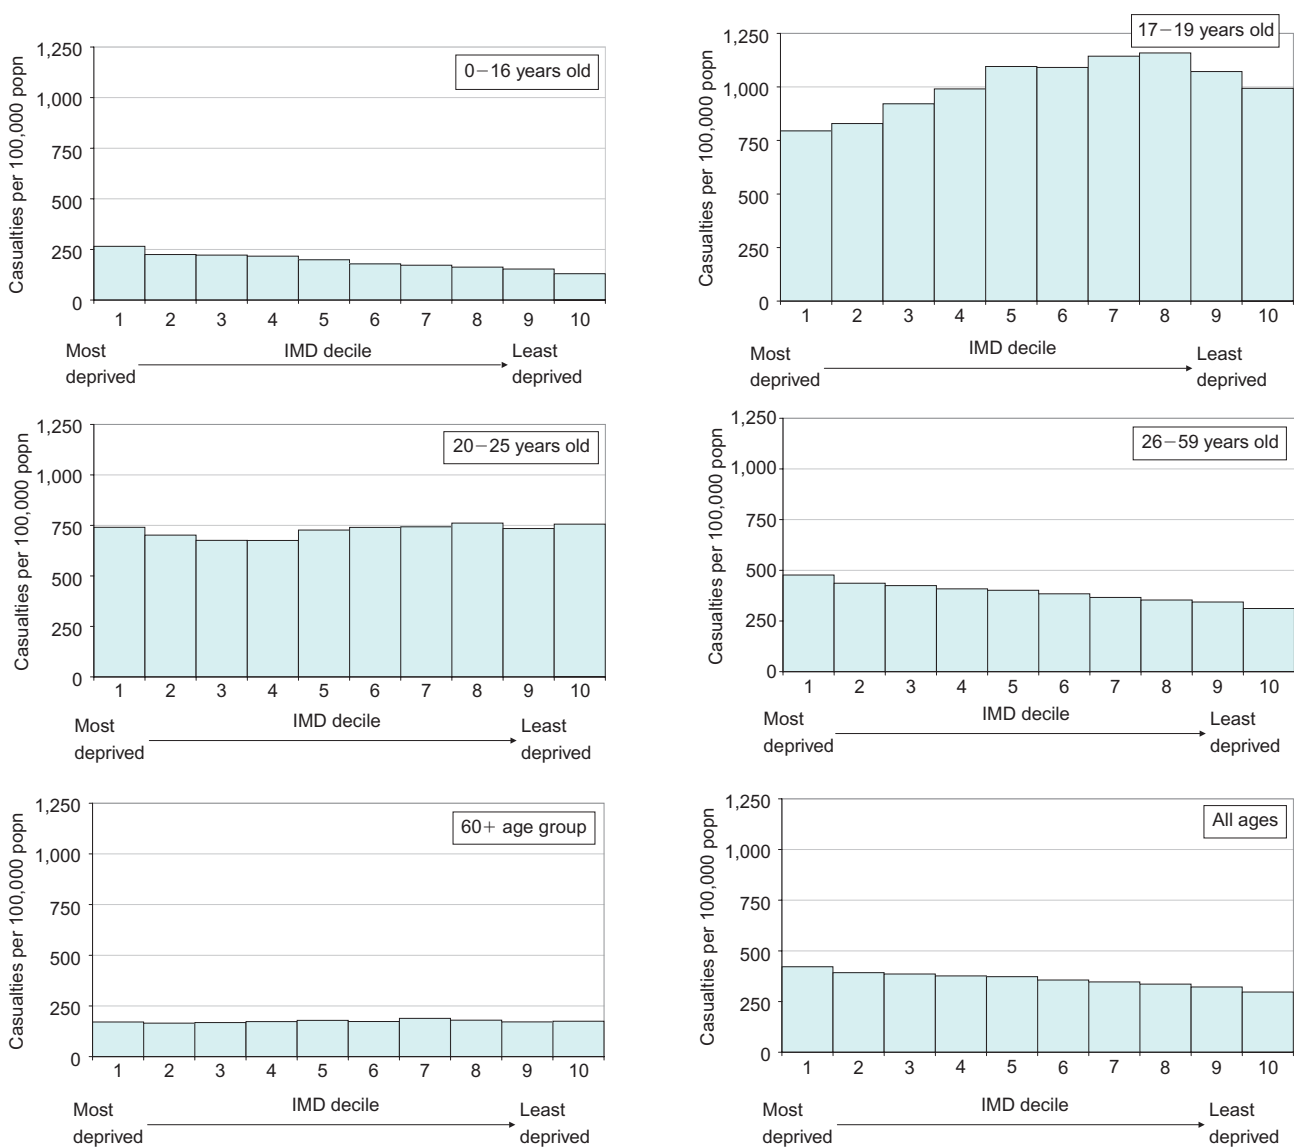 0−16 years old
Casualties per 100,000 popn
1,250
1,000
750
500
250
0
1 2 3 4 5 6 7 8 9 10
IMD decile
Most
deprived
Least
deprived
17−19 years old
Casualties per 100,000 popn
1,250
1,000
750
500
250
0
1 2 3 4 5 6 7 8 9 10
IMD decile
Most
deprived
Least
deprived
20−25 years old
Casualties per 100,000 popn
1,250
1,000
750
500
250
0
1 2 3 4 5 6 7 8 9 10
IMD decile
Most
deprived
Least
deprived
26−59 years old
Casualties per 100,000 popn
1,250
1,000
750
500
250
0
1 2 3 4 5 6 7 8 9 10
IMD decile
Most
deprived
Least
deprived
60+ age group
Casualties per 100,000 popn
1,250
1,000
750
500
250
0
1 2 3 4 5 6 7 8 9 10
IMD decile
Most
deprived
Least
deprived
All ages
Casualties per 100,000 popn
1,250
1,000
750
500
250
0
1 2 3 4 5 6 7 8 9 10
IMD decile
Most
deprived
Least
deprived